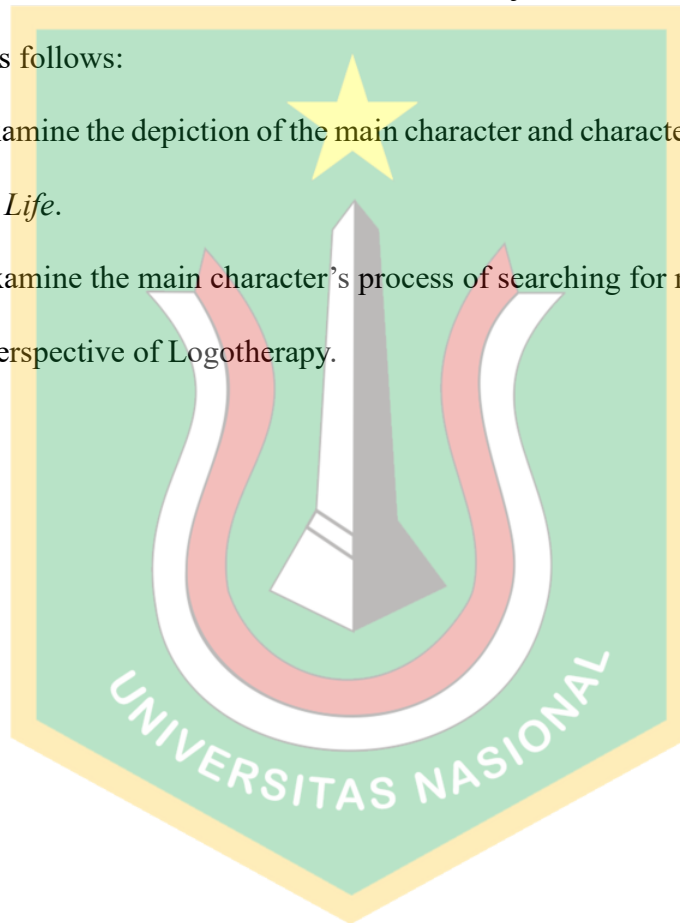 s follows:
amine the depiction of the main character and characte
Life.
xamine the main character’s process of searching for
erspective of Logotherapy.
UNIVERSITAS NASIONAL